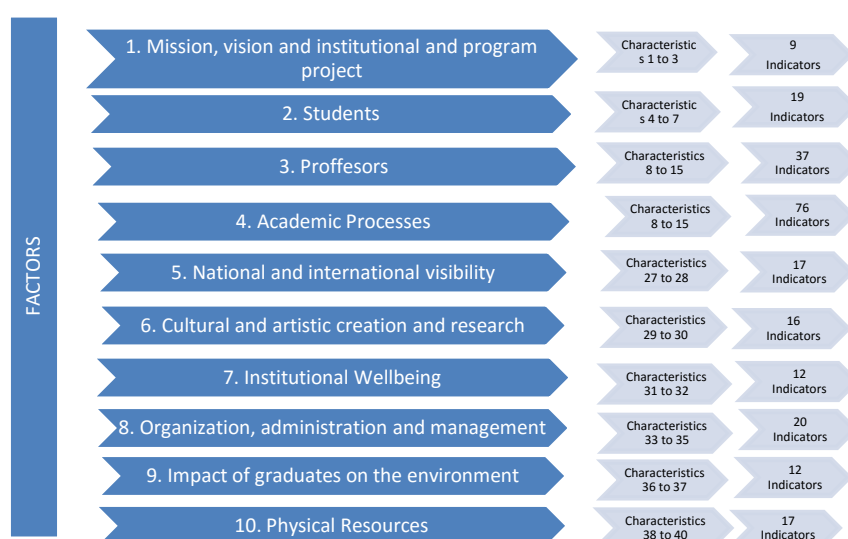 FACTORS
1. Mission, vision and institutional and program
project
Characteristic
s 1 to 3
9
Indicators
2. Students
Characteristic
s 4 to 7
19
Indicators
3. Proffesors
Characteristics
8 to 15
37
Indicators
4. Academic Processes
Characteristics
8 to 15
76
Indicators
5. National and international visibility
Characteristics
27 to 28
17
Indicators
6. Cultural and artistic creation and research
Characteristics
29 to 30
16
Indicators
7. Institutional Wellbeing
Characteristics
31 to 32
12
Indicators
8. Organization, administration and management
Characteristics
33 to 35
20
Indicators
9. Impact of graduates on the environment
Characteristics
36 to 37
12
Indicators
10. Physical Resources
Characteristics
38 to 40
17
Indicators